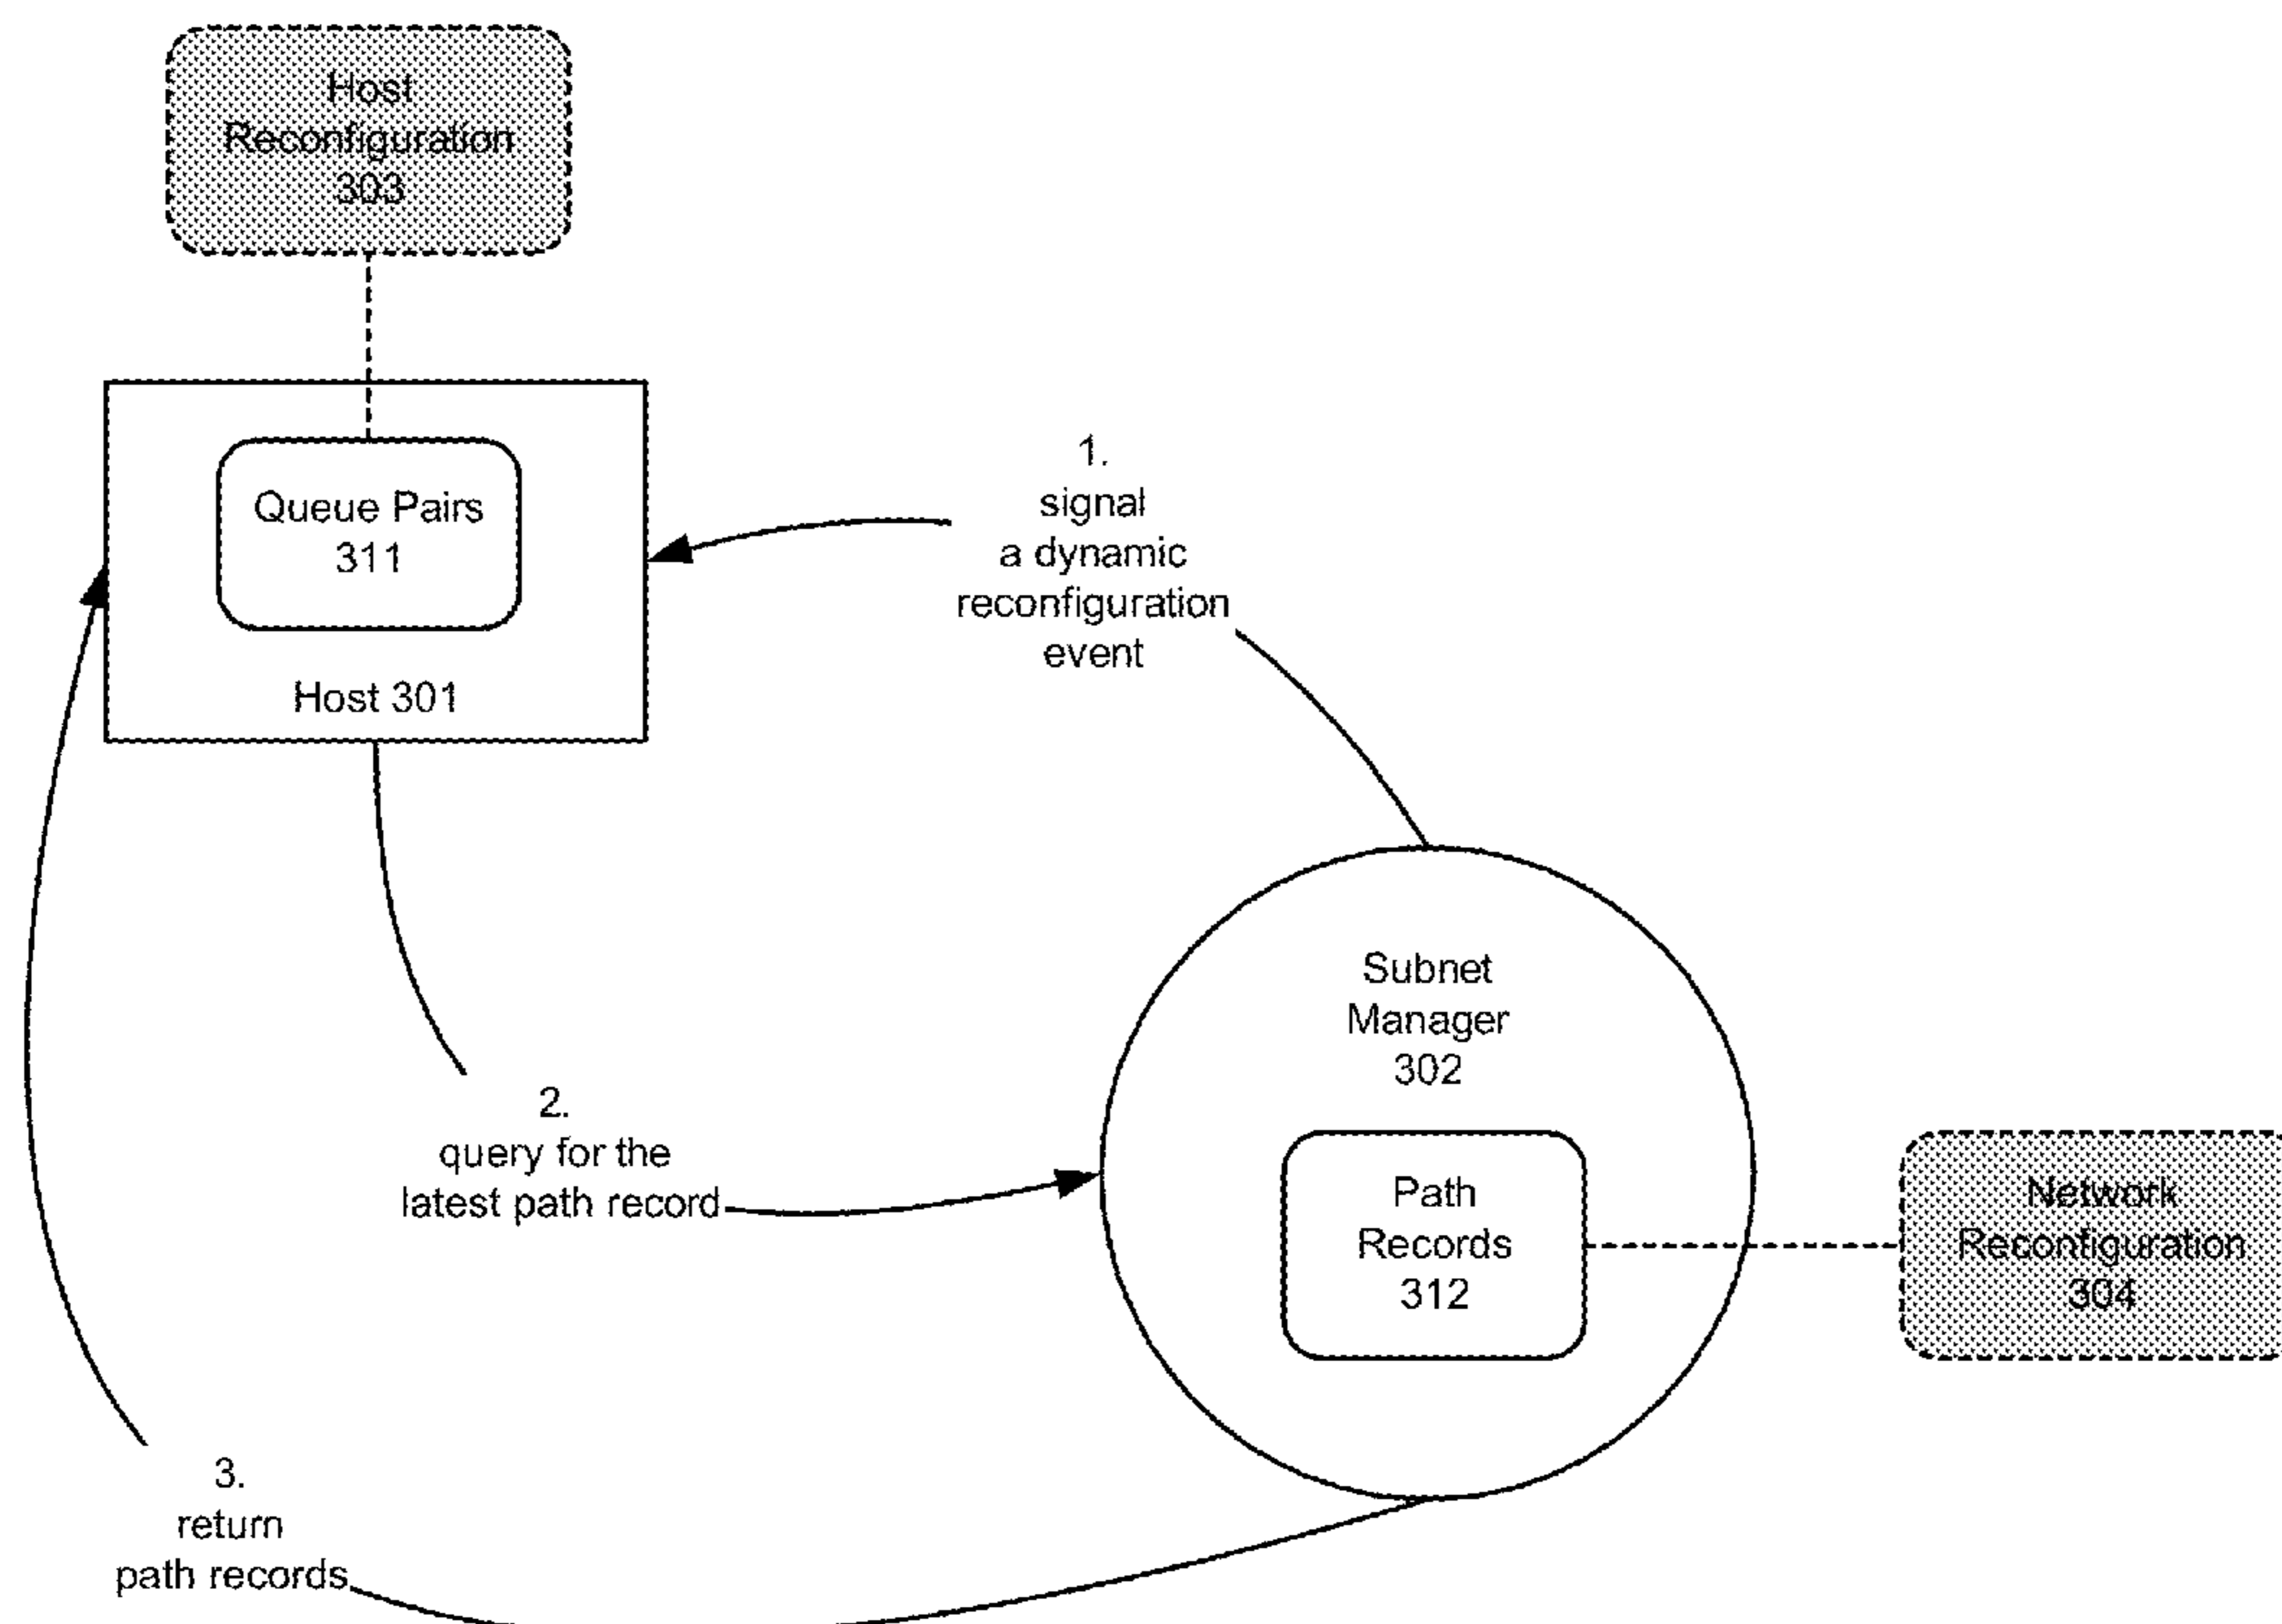 Host
Reconfiguration
303
Queue Pairs
311
Host 301
1.
signal
a dynamic
reconfiguration
event
2.
query for the
latest path record
Subnet
Manager
302
Path
Records
312
Network
Reconfiguration
304
3.
return
path records